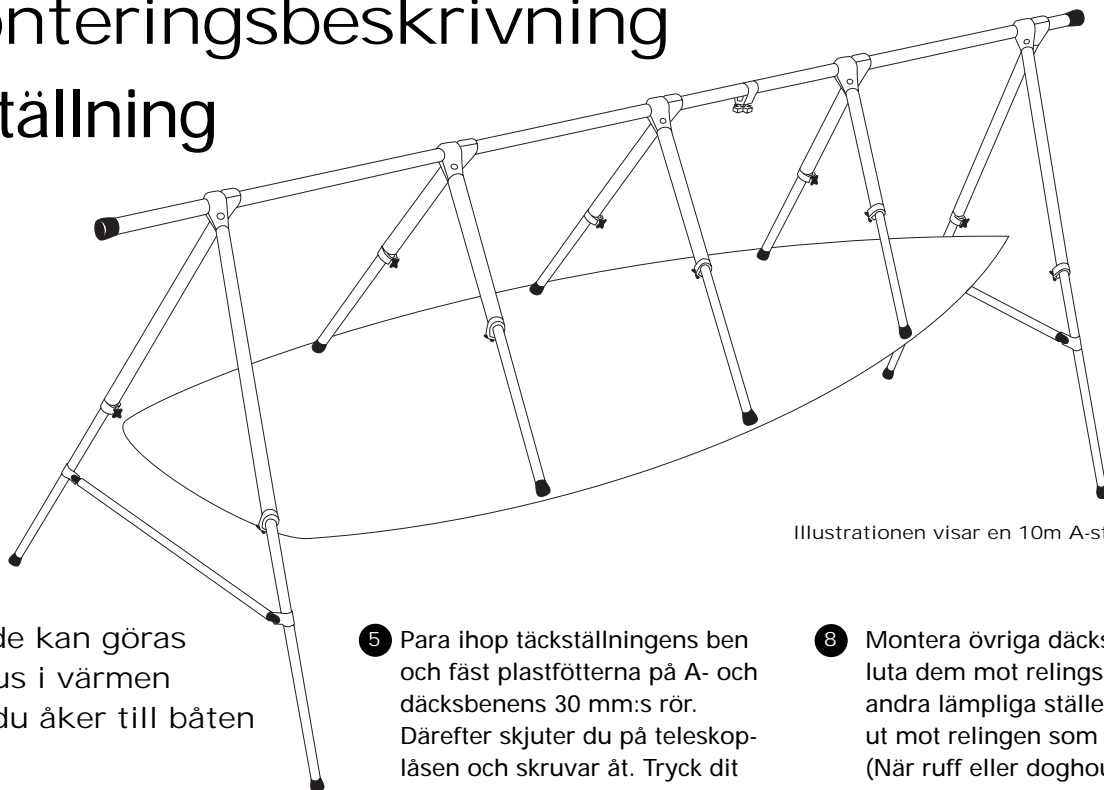 onteringsbeskrivning
tällning
Illustrationen visar en 10m A-st
de kan göras
us i värmen
du åker till båten
5 Para ihop täckställningens ben
och fäst plastfötterna på A- och
däcksbenens 30 mm:s rör.
Därefter skjuter du på teleskop-
låsen och skruvar åt. Tryck dit
8 Montera övriga däcks
luta dem mot relings
andra lämpliga ställe
ut mot relingen som
(När ruff eller doghou